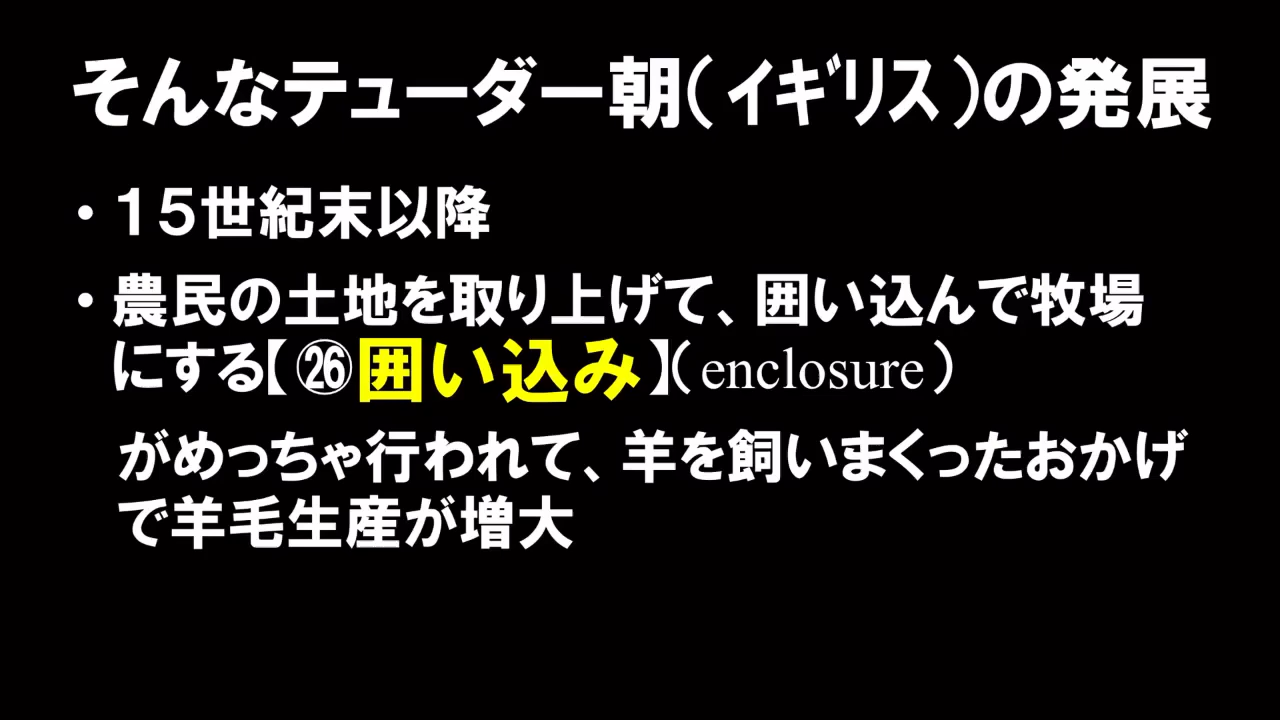 そんなテューダー朝(イギリス)の発展
・１５世紀末以降
・農民の土地を取り上げて、囲い込んで牧場
にする【㉖囲い込み】(enclosure)
がめっちゃ行われて、羊を飼いまくったおかげ
で羊毛生産が増大